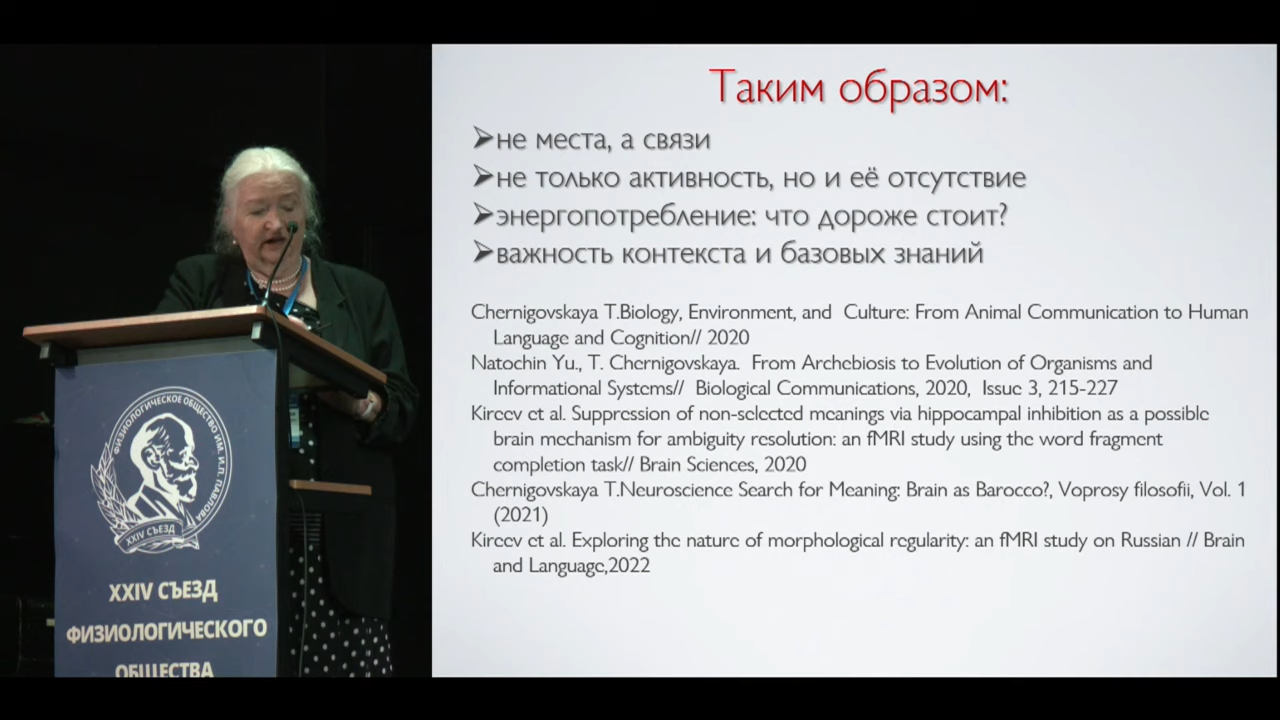 Таким образом:
не места, а связи
не только активность, но и её отсутствие
энергопотребление: что дороже стоит?
важность контекста и базовых знаний
Chernigovskaya T.Biology, Environment, and Culture: From Animal Communication to Human
Language and Cognition// 2020
Natochin Yu., T. Chernigovskaya. From Archebiosis to Evolution of Organisms and
Informational Systems// Biological Communications, 2020, Issue 3, 215-227
Kireev et al. Suppression of non-selected meanings via hippocampal inhibition as a possible
brain mechanism for ambiguity resolution: an fMRI study using the word fragment
completion task// Brain Sciences, 2020
Chernigovskaya T.Neuroscience Search for Meaning: Brain as Barocco?, Voprosy filosofii, Vol. 1
(2021)
Kireev et al. Exploring the nature of morphological regularity: an fMRI study on Russian // Brain
and Language,2022
ФИЗИОЛОГИЧЕСКОЕ ОБЩЕСТВО ИМ. И.П. ПАВЛОВА
XXIV СЪЕЗД
XXIV СЪЕЗД
ФИЗИОЛОГИЧЕСКОГО
ОБЩЕСТВА